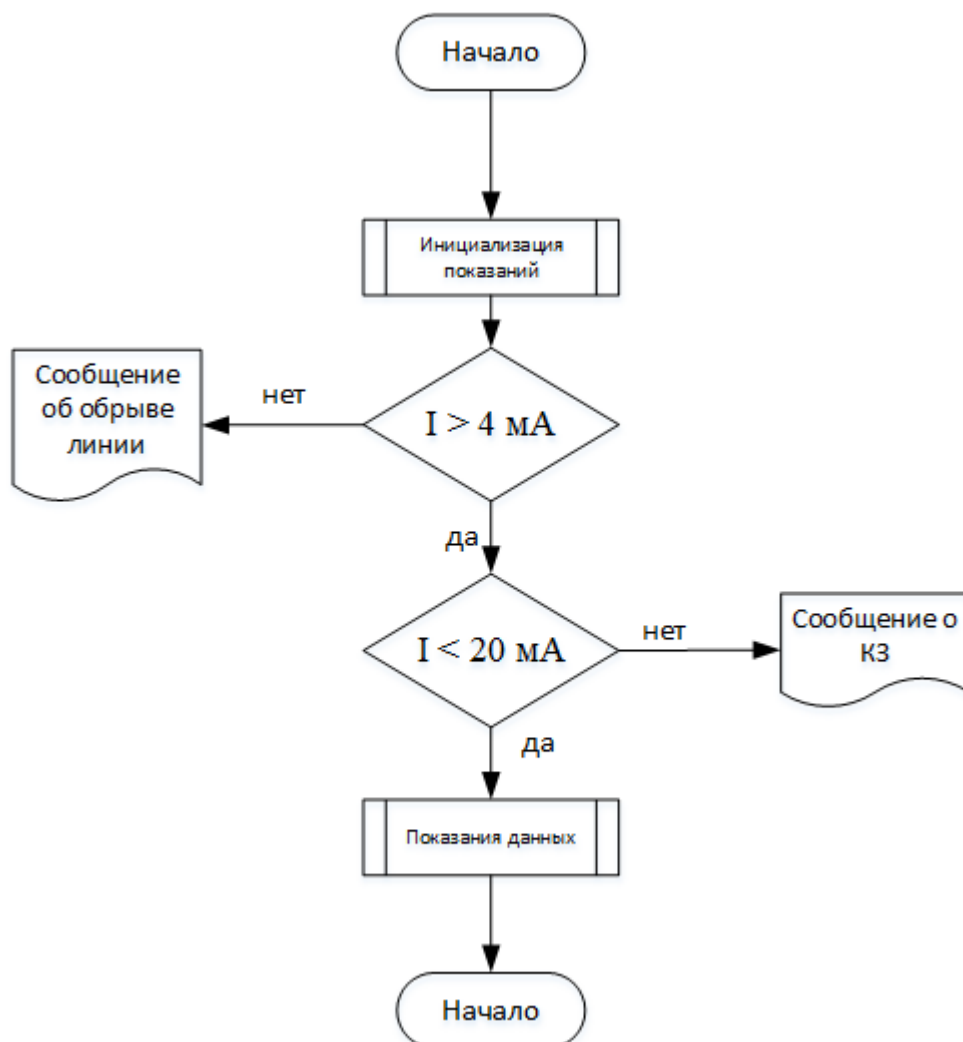 Начало
Инициализация
показаний
Сообщение
об обрыве
линии
нет
I > 4 мА
да
I < 20 мА
нет
Сообщение о
КЗ
да
Показания данных
Начало